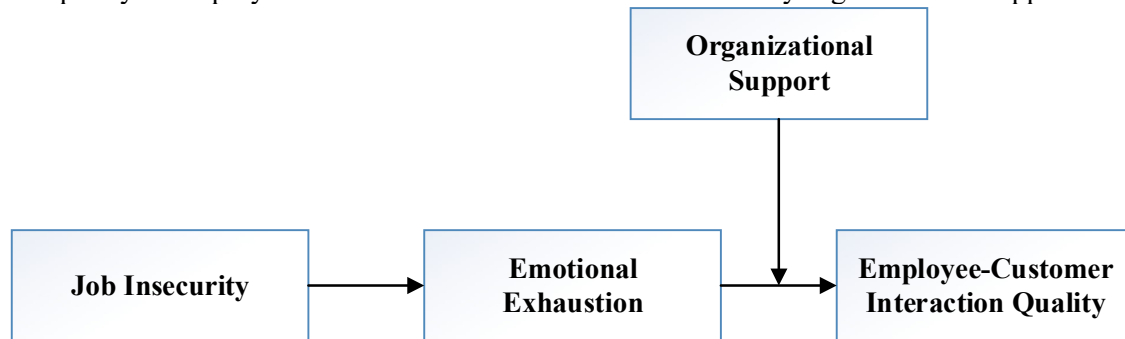 Organizational
Support
Job Insecurity
Emotional
Exhaustion
Employee-Customer
Interaction Quality